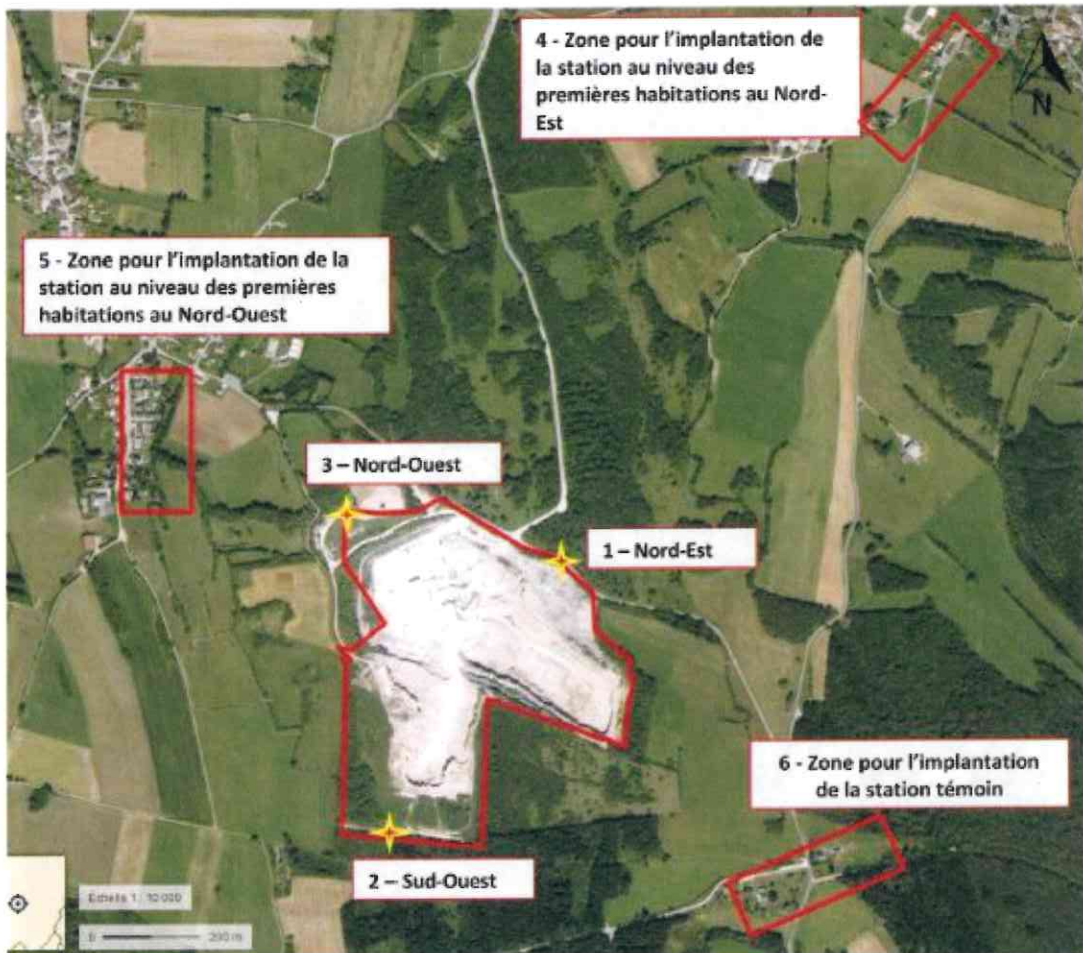 4 - Zone pour l'implantation de
la station au niveau des
premières habitations au Nord-
Est
N
5 - Zone pour l'implantation de la
station au niveau des premières
habitations au Nord-Ouest
3 – Nord-Ouest
1 – Nord-Est
6 - Zone pour l'implantation
de la station témoin
2 – Sud-Ouest
Echelle 1 : 10 000
0 200 m